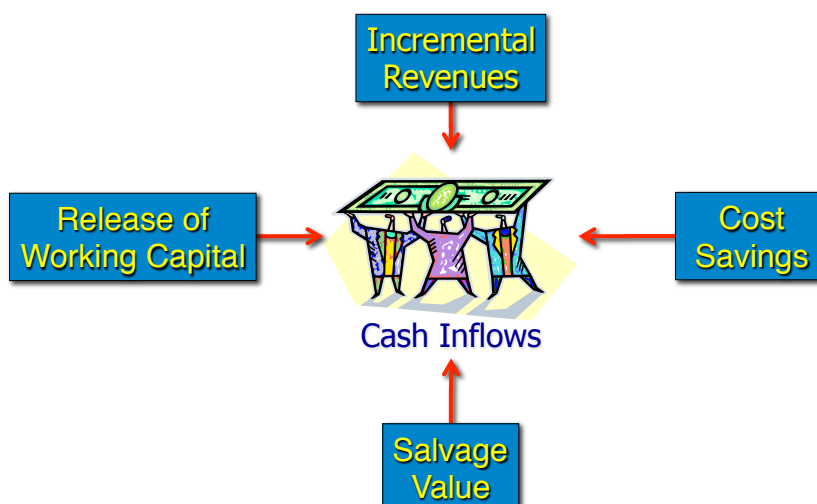 Incremental
Revenues
Release of
Working Capital
Cost
Savings
Cash Inflows
Salvage
Value